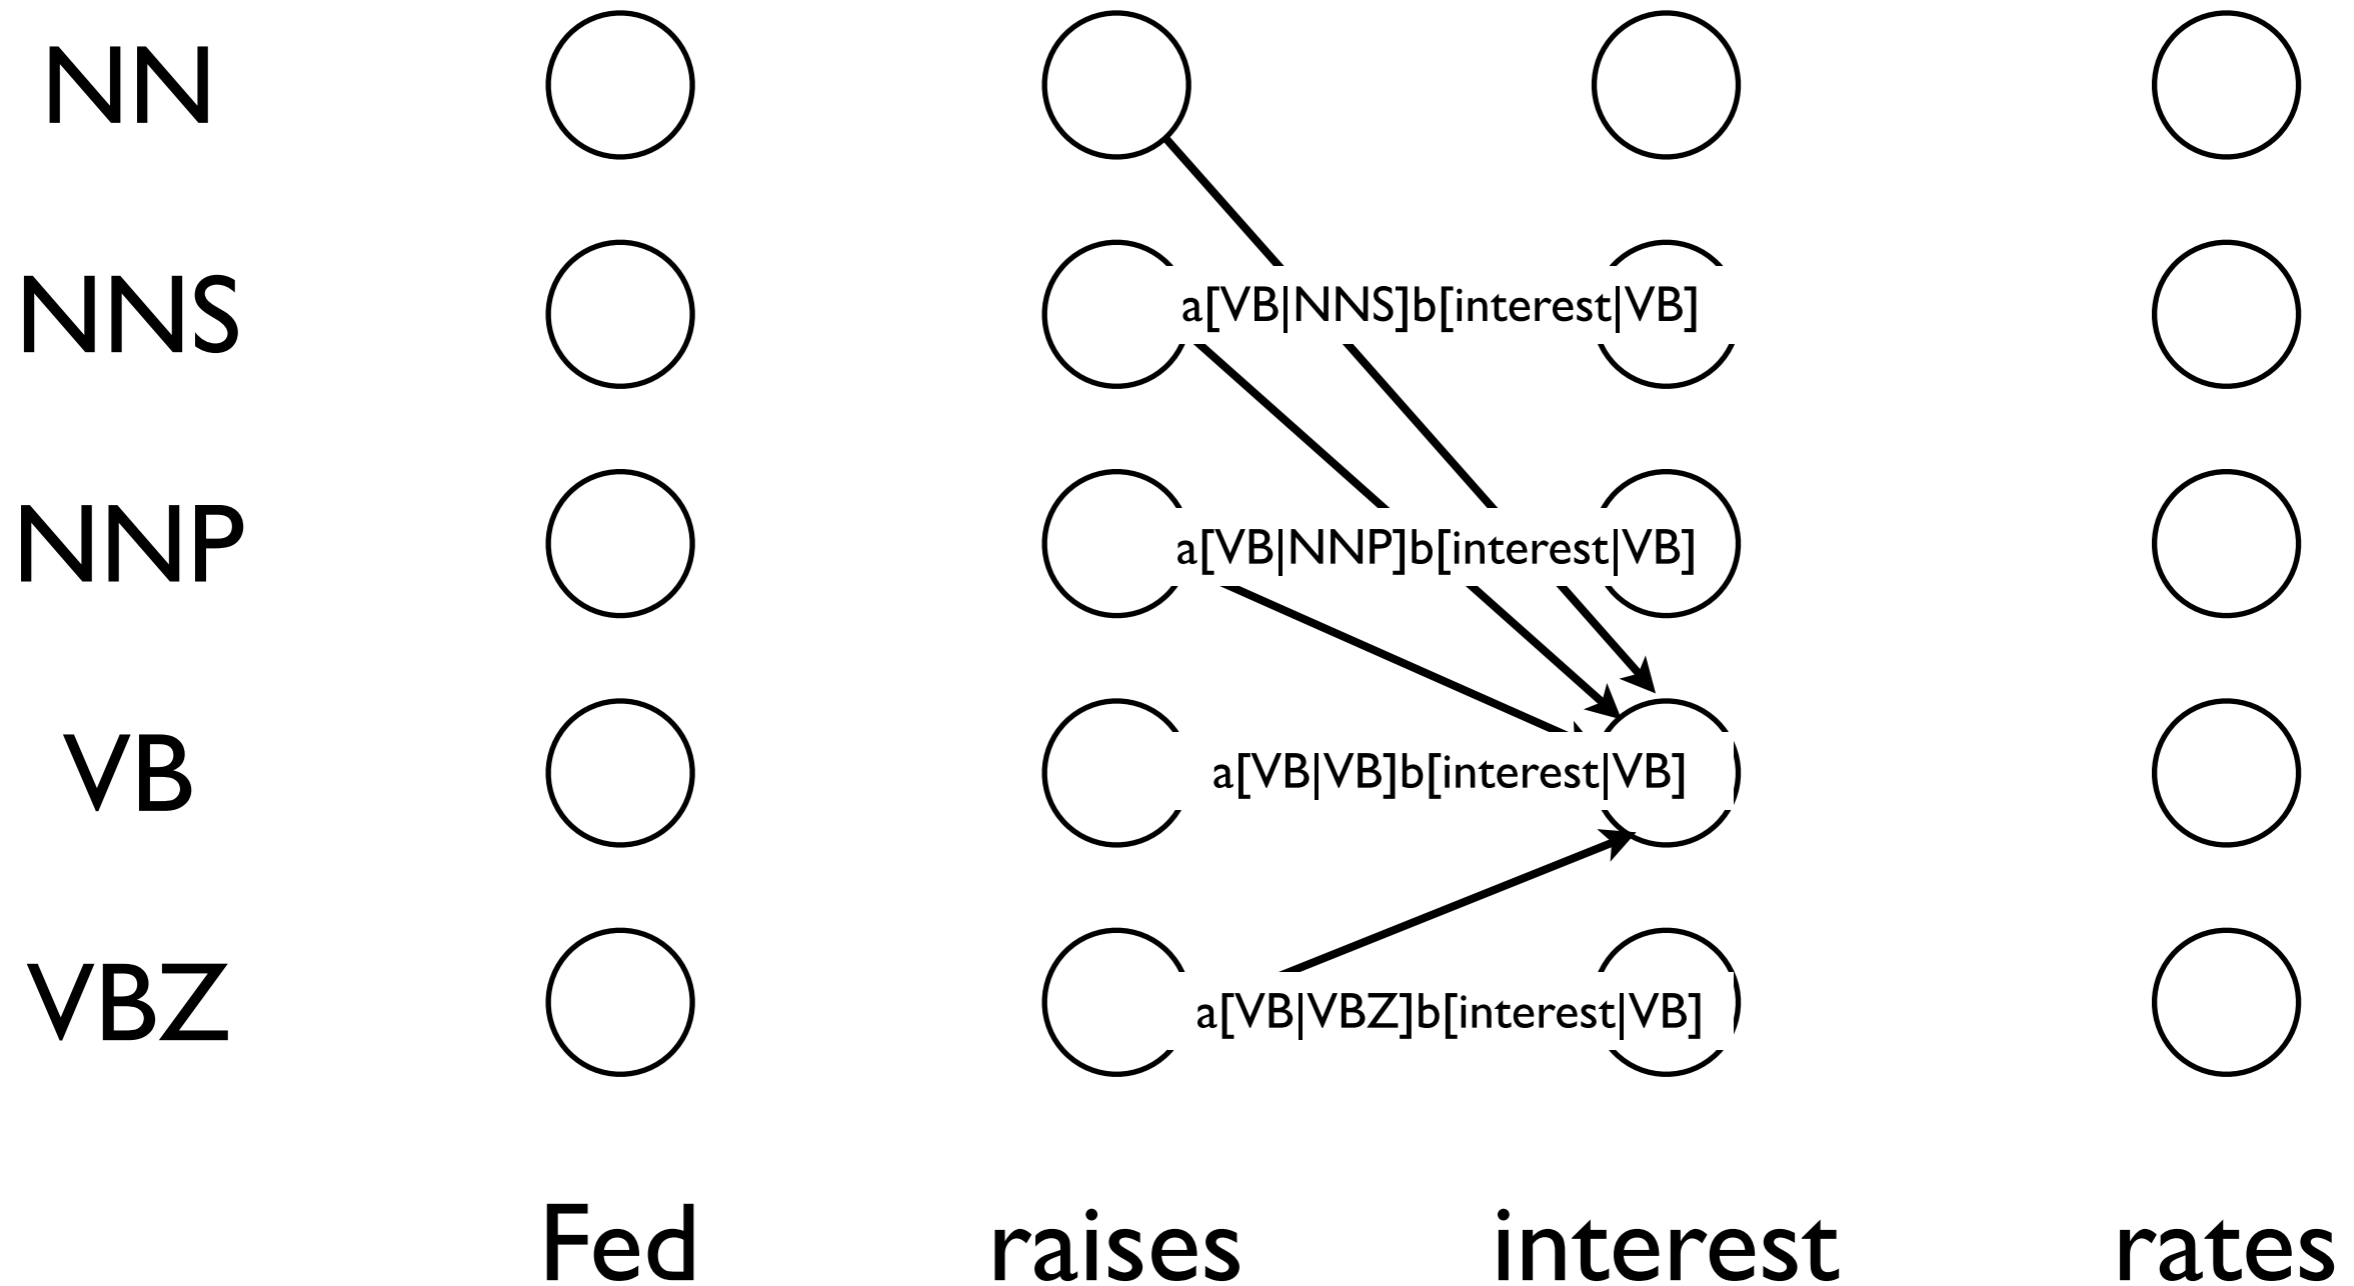 NN
NNS
a[VB|NNS]b[interest|VB]
NNP
a[VB|NNP]b[interest|VB]
VB
a[VB|VB]b[interest|VB]
VBZ
a[VB|VBZ]b[interest|VB]
Fed raises interest rates